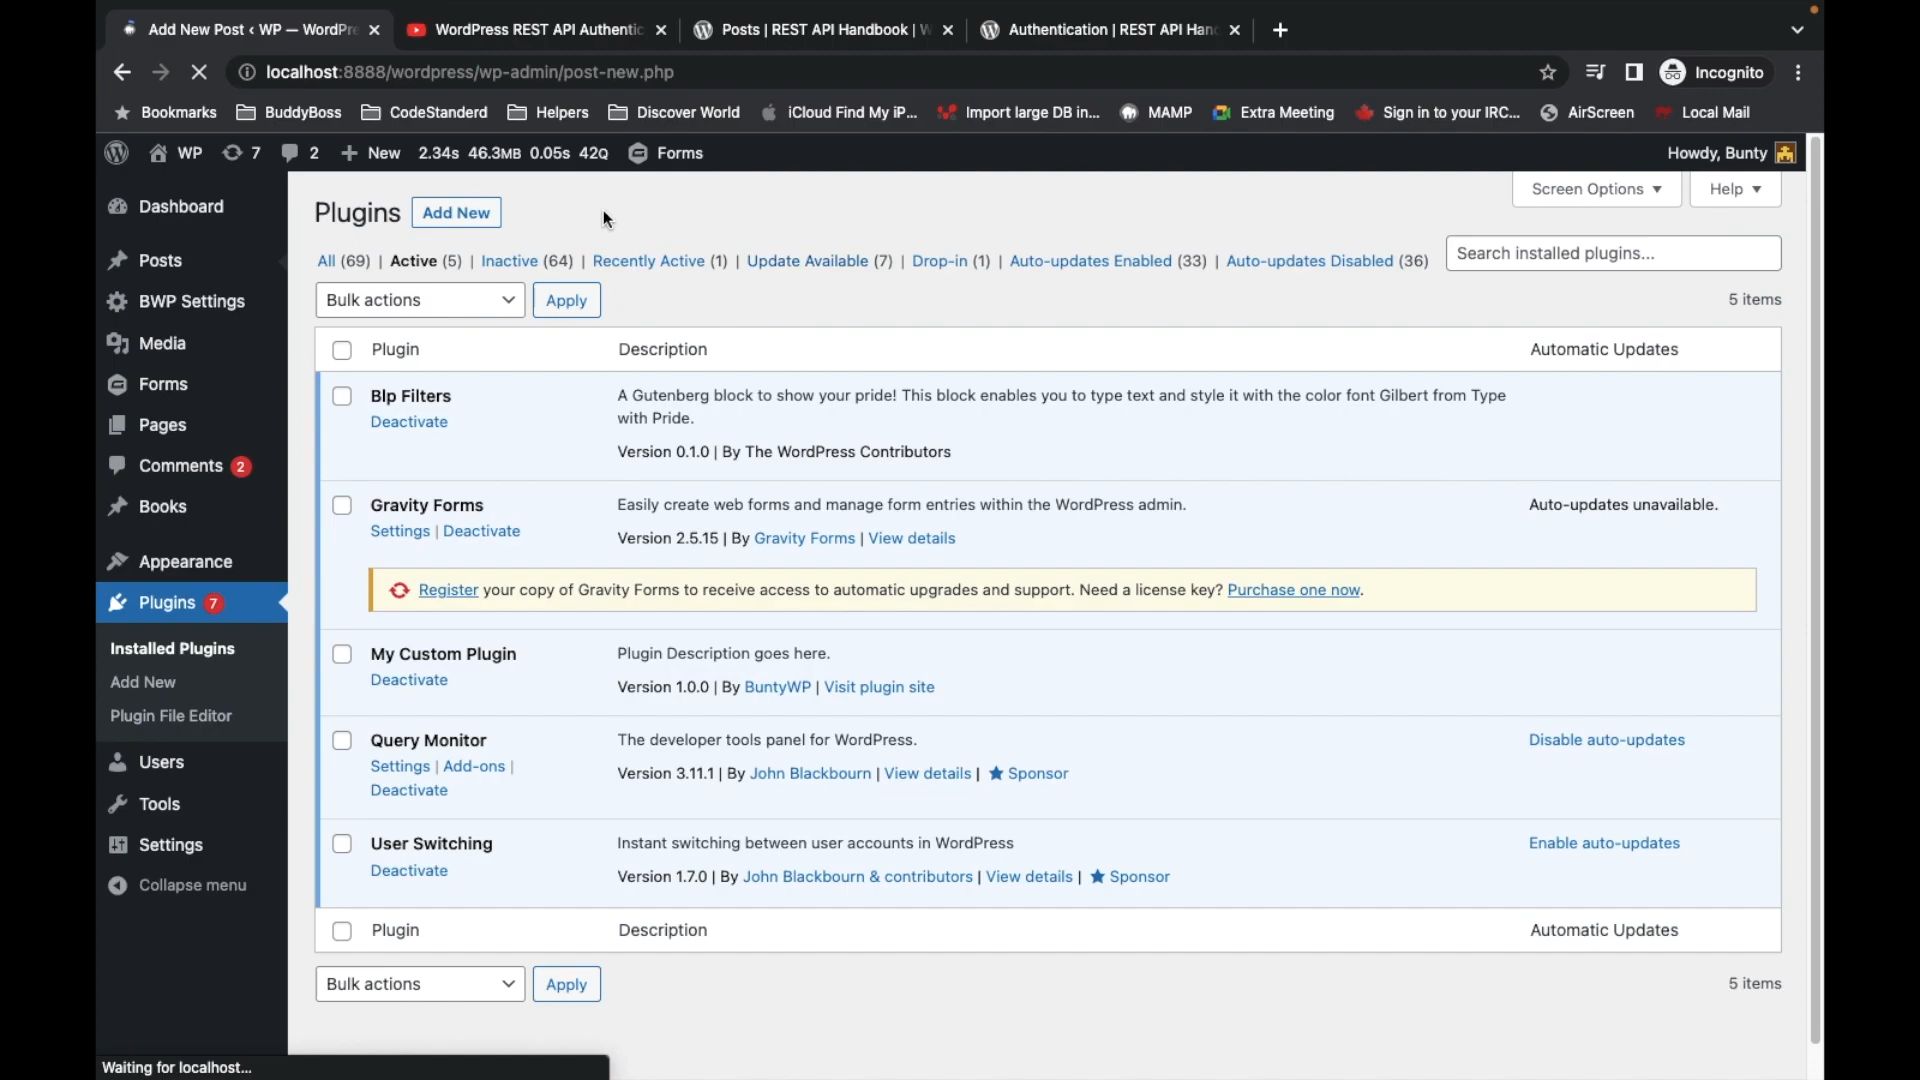 Add New Post ‹ WP — WordPre
WordPress REST API Authentic
Posts | REST API Handbook | W
Authentication | REST API Han
localhost:8888/wordpress/wp-admin/post-new.php
Incognito
Bookmarks
BuddyBoss
CodeStanderd
Helpers
Discover World
iCloud Find My iP...
Import large DB in...
MAMP
Extra Meeting
Sign in to your IRC...
AirScreen
Local Mail
WP
7
2
New
2.34s 46.3MB 0.05s 42Q
Forms
Howdy, Bunty
Dashboard
Posts
BWP Settings
Media
Forms
Pages
Comments 2
Books
Appearance
Plugins 7
Installed Plugins
Add New
Plugin File Editor
Users
Tools
Settings
Collapse menu
Screen Options
Help
Plugins
Add New
All (69) | Active (5) | Inactive (64) | Recently Active (1) | Update Available (7) | Drop-in (1) | Auto-updates Enabled (33) | Auto-updates Disabled (36)
Search installed plugins...
Bulk actions
Apply
5 items
Plugin
Description
Automatic Updates
Blp Filters
Deactivate
A Gutenberg block to show your pride! This block enables you to type text and style it with the color font Gilbert from Type
with Pride.
Version 0.1.0 | By The WordPress Contributors
Gravity Forms
Settings | Deactivate
Easily create web forms and manage form entries within the WordPress admin.
Version 2.5.15 | By Gravity Forms | View details
Auto-updates unavailable.
Register your copy of Gravity Forms to receive access to automatic upgrades and support. Need a license key? Purchase one now.
My Custom Plugin
Deactivate
Plugin Description goes here.
Version 1.0.0 | By BuntyWP | Visit plugin site
Query Monitor
Settings | Add-ons |
Deactivate
The developer tools panel for WordPress.
Version 3.11.1 | By John Blackbourn | View details | Sponsor
Disable auto-updates
User Switching
Deactivate
Instant switching between user accounts in WordPress
Version 1.7.0 | By John Blackbourn & contributors | View details | Sponsor
Enable auto-updates
Plugin
Description
Automatic Updates
Bulk actions
Apply
5 items
Waiting for localhost...